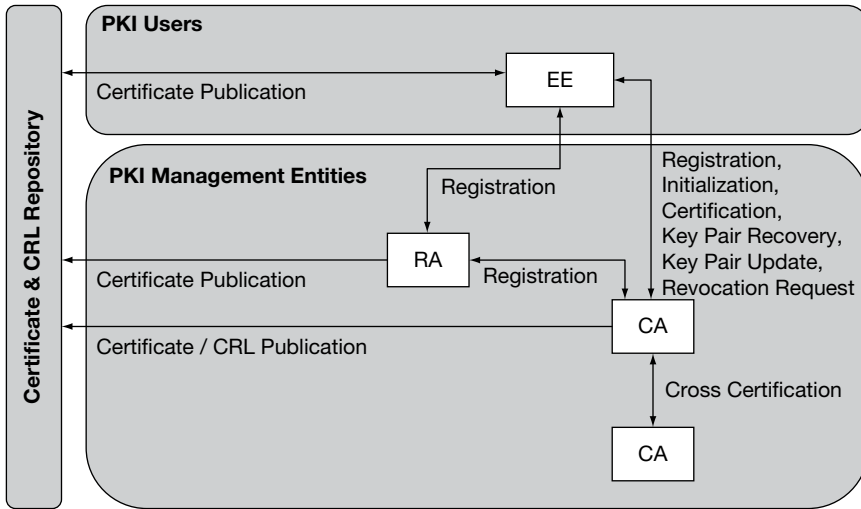 PKI Users
EE
Certificate Publication
Certificate & CRL Repository
PKI Management Entities
Registration
Registration,
Initialization,
Certification,
Key Pair Recovery,
Key Pair Update,
Revocation Request
RA
Certificate Publication
Registration
CA
Certificate / CRL Publication
Cross Certification
CA